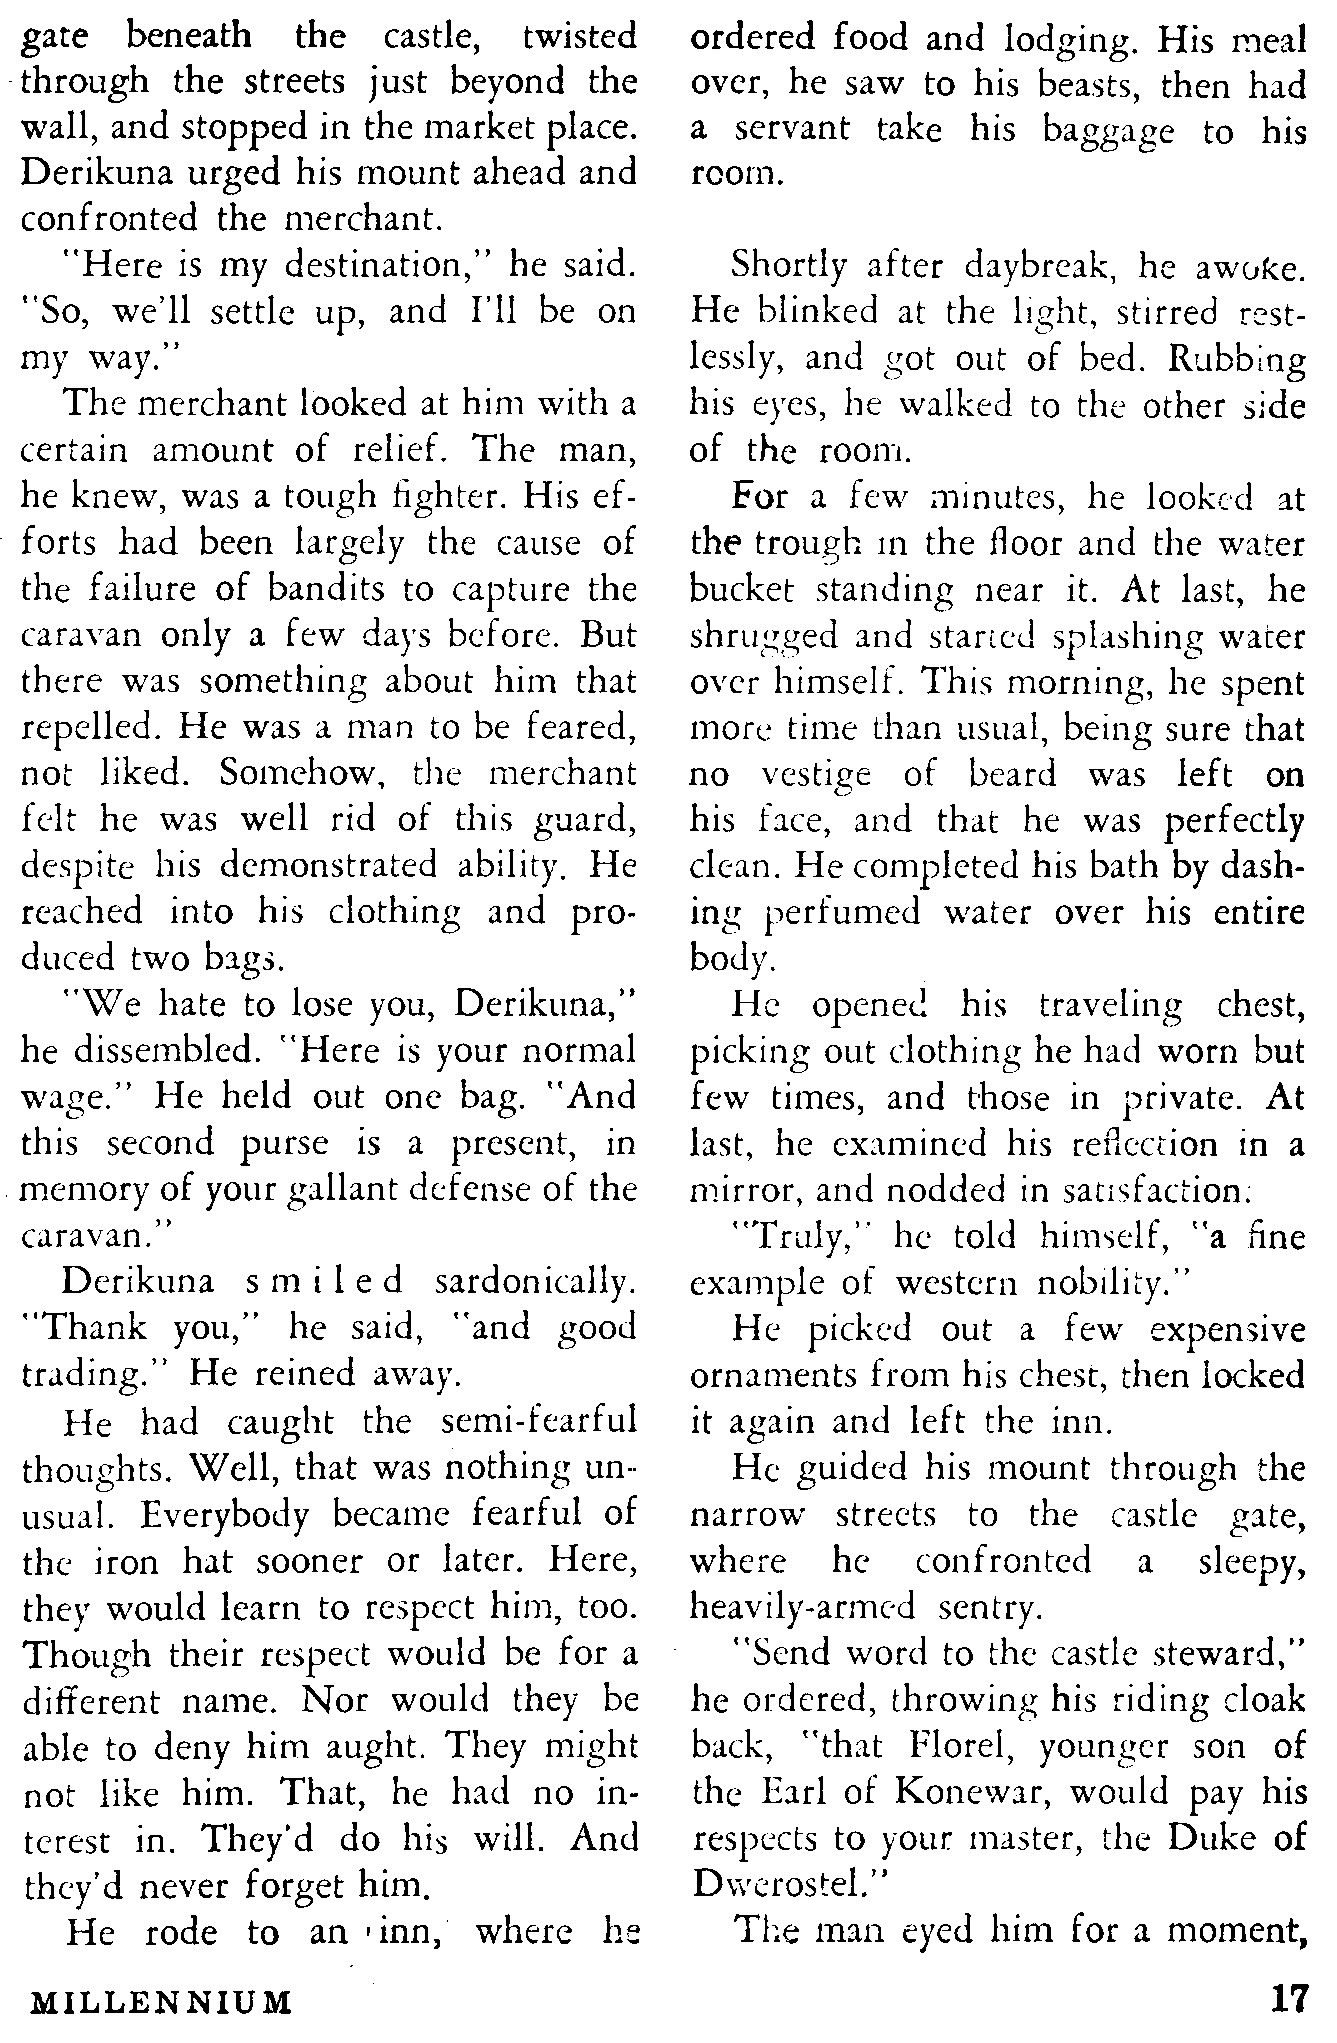 gate beneath the castle, twisted
through the streets just beyond the
wall, and stopped in the market place.
Derikuna urged his mount ahead and
confronted the merchant.
"Here is my destination," he said.
"So, we'll settle up, and I'll be on
my way."
The merchant looked at him with a
certain amount of relief. The man,
he knew, was a tough fighter. His ef-
forts had been largely the cause of
the failure of bandits to capture the
caravan only a few days before. But
there was something about him that
repelled. He was a man to be feared,
not liked. Somehow, the merchant
felt he was well rid of this guard,
despite his demonstrated ability. He
reached into his clothing and pro-
duced two bags.
"We hate to lose you, Derikuna,"
he dissembled. "Here is your normal
wage." He held out one bag. "And
this second purse is a present, in
memory of your gallant defense of the
caravan."
Derikuna smiled sardonically.
"Thank you," he said, "and good
trading." He reined away.
He had caught the semi-fearful
thoughts. Well, that was nothing un-
usual. Everybody became fearful of
the iron hat sooner or later. Here,
they would learn to respect him, too.
Though their respect would be for a
different name. Nor would they be
able to deny him aught. They might
not like him. That, he had no in-
terest in. They'd do his will. And
they'd never forget him.
He rode to an inn, where he
ordered food and lodging. His meal
over, he saw to his beasts, then had
a servant take his baggage to his
room.
Shortly after daybreak, he awoke.
He blinked at the light, stirred rest-
lessly, and got out of bed. Rubbing
his eyes, he walked to the other side
of the room.
For a few minutes, he looked at
the trough in the floor and the water
bucket standing near it. At last, he
shrugged and started splashing water
over himself. This morning, he spent
more time than usual, being sure that
no vestige of beard was left on
his face, and that he was perfectly
clean. He completed his bath by dash-
ing perfumed water over his entire
body.
He opened his traveling chest,
picking out clothing he had worn but
few times, and those in private. At
last, he examined his reflection in a
mirror, and nodded in satisfaction.
"Truly," he told himself, "a fine
example of western nobility."
He picked out a few expensive
ornaments from his chest, then locked
it again and left the inn.
He guided his mount through the
narrow streets to the castle gate,
where he confronted a sleepy,
heavily-armed sentry.
"Send word to the castle steward,"
he ordered, throwing his riding cloak
back, "that Florel, younger son of
the Earl of Konewar, would pay his
respects to your master, the Duke of
Dwerostel."
The man eyed him for a moment,
MILLENNIUM 17